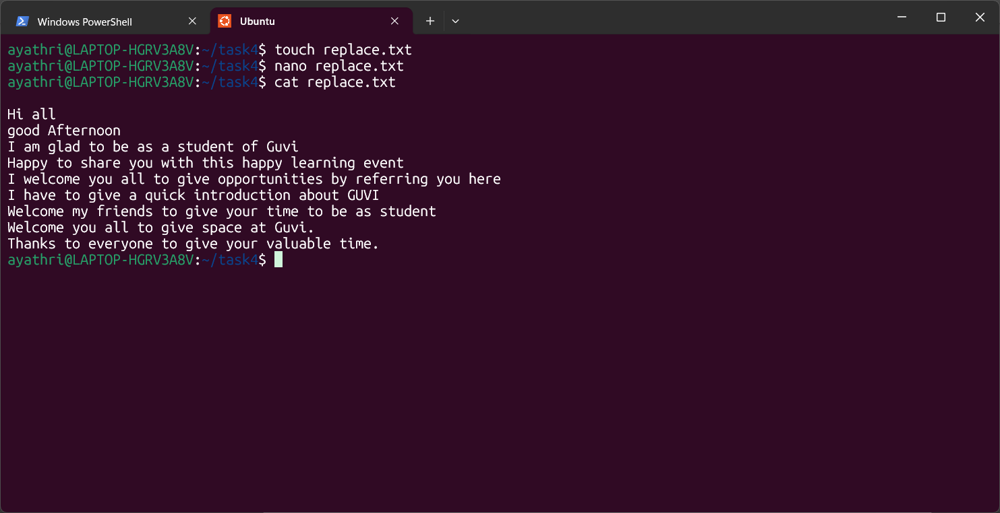 Windows PowerShell
Ubuntu
ayathri@LAPTOP-HGRV3A8V:~/task4$ touch replace.txt
ayathri@LAPTOP-HGRV3A8V:~/task4$ nano replace.txt
ayathri@LAPTOP-HGRV3A8V:~/task4$ cat replace.txt
Hi all
good Afternoon
I am glad to be as a student of Guvi
Happy to share you with this happy learning event
I welcome you all to give opportunities by referring you here
I have to give a quick introduction about GUVI
Welcome my friends to give your time to be as student
Welcome you all to give space at Guvi.
Thanks to everyone to give your valuable time.
ayathri@LAPTOP-HGRV3A8V:~/task4$